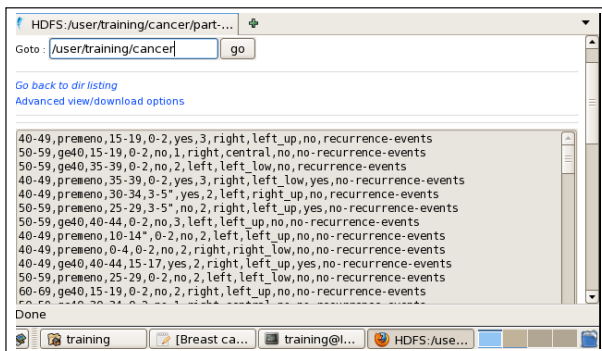 HDFS:/user/training/cancer/part-...
Goto : /user/training/cancer go
Go back to dir listing
Advanced view/download options
40-49,premeno,15-19,0-2,yes,3,right,left_up,no,recurrence-events
50-59,ge40,15-19,0-2,no,1,right,central,no,no-recurrence-events
50-59,ge40,35-39,0-2,no,2,left,left_low,no,recurrence-events
40-49,premeno,35-39,0-2,yes,3,right,left_low,yes,no-recurrence-events
40-49,premeno,30-34,3-5",yes,2,left,right_up,no,recurrence-events
50-59,premeno,25-29,3-5",no,2,right,left_up,yes,no-recurrence-events
50-59,ge40,40-44,0-2,no,3,left,left_up,no,no-recurrence-events
40-49,premeno,10-14",0-2,no,2,left,left_up,no,no-recurrence-events
40-49,premeno,0-4,0-2,no,2,right,right_low,no,no-recurrence-events
40-49,ge40,40-44,15-17,yes,2,right,left_up,yes,no-recurrence-events
50-59,premeno,25-29,0-2,no,2,left,left_low,no,no-recurrence-events
60-69,ge40,15-19,0-2,no,2,right,left_up,no,no-recurrence-events
Done
training [Breast ca... training@l... HDFS:/use...